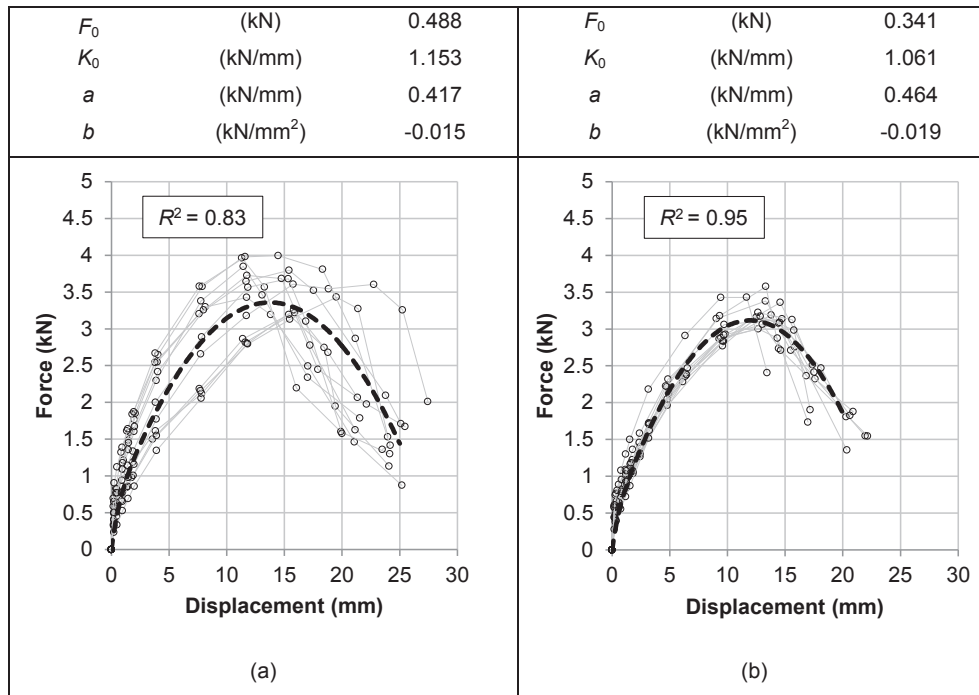 F₀ (kN) 0.488
K₀ (kN/mm) 1.153
a (kN/mm) 0.417
b (kN/mm²) -0.015
F₀ (kN) 0.341
K₀ (kN/mm) 1.061
a (kN/mm) 0.464
b (kN/mm²) -0.019
R² = 0.83
Force (kN)
5
4.5
4
3.5
3
2.5
2
1.5
1
0.5
0
0 5 10 15 20 25 30
Displacement (mm)
(a)
R² = 0.95
Force (kN)
5
4.5
4
3.5
3
2.5
2
1.5
1
0.5
0
0 5 10 15 20 25 30
Displacement (mm)
(b)